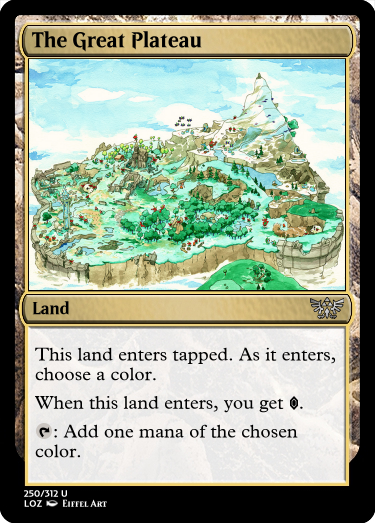 The Great Plateau
Land
This land enters tapped. As it enters,
choose a color.
When this land enters, you get .
: Add one mana of the chosen
color.
250/312 U
LOZ Eiffel Art